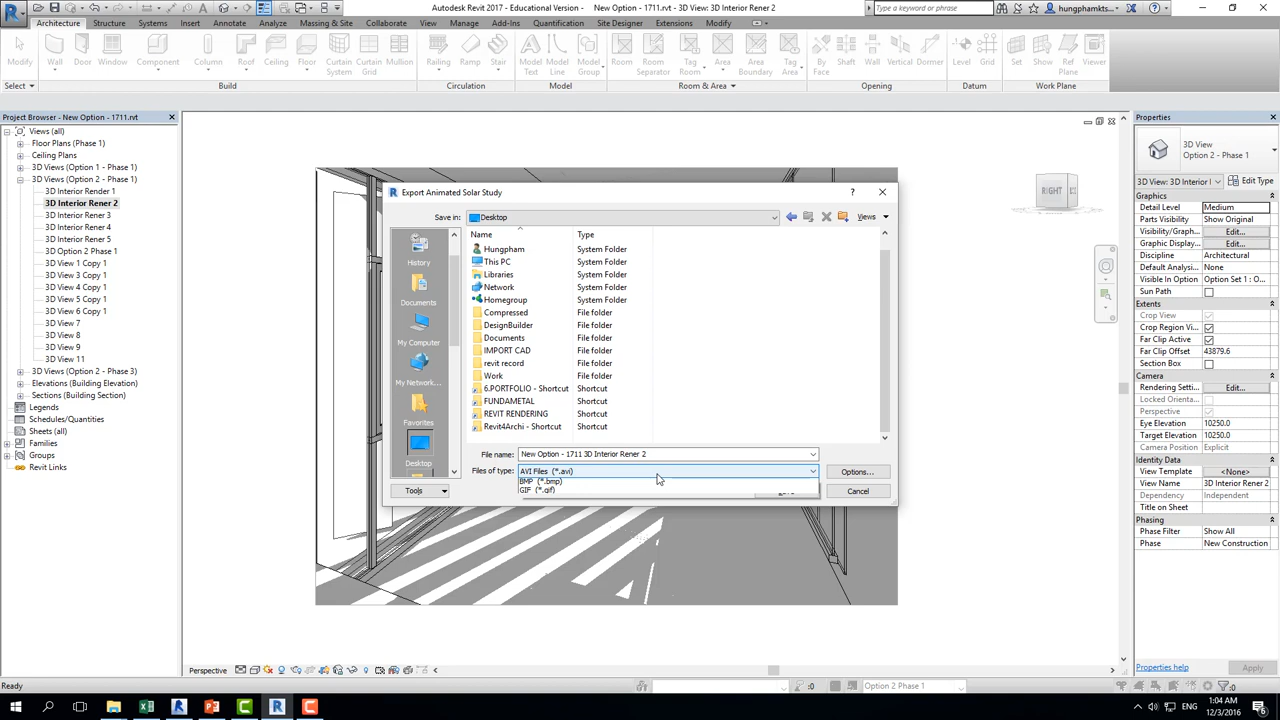 Autodesk Revit 2017 - Educational Version - New Option - 1711.rvt - 3D View: 3D Interior Rener 2
Type a keyword or phrase
hungphamkts...
Architecture Structure Systems Insert Annotate Analyze Massing & Site Collaborate View Manage Add-Ins Quantification Site Designer Extensions Modify
Modify Wall Door Window Component Column Roof Ceiling Floor Curtain System Curtain Grid Mullion Railing Ramp Stair Model Text Model Line Model Group Room Room Separator Tag Room Area Area Boundary Tag Area By Face Shaft Wall Vertical Dormer Level Grid Set Show Ref Plane Viewer
Select Build Circulation Model Room & Area Opening Datum Work Plane
Project Browser - New Option - 1711.rvt
Views (all)
Floor Plans (Phase 1)
Ceiling Plans
3D Views (Option 1 - Phase 1)
3D Views (Option 2 - Phase 1)
3D Interior Render 1
3D Interior Rener 2
3D Interior Rener 3
3D Interior Rener 4
3D Interior Rener 5
3D Option 2 Phase 1
3D View 1 Copy 1
3D View 3 Copy 1
3D View 4 Copy 1
3D View 5 Copy 1
3D View 6 Copy 1
3D View 7
3D View 8
3D View 9
3D View 11
3D Views (Option 2 - Phase 3)
Elevations (Building Elevation)
Sections (Building Section)
Legends
Schedules/Quantities
Families
Groups
Revit Links
Export Animated Solar Study
Save in: Desktop
Views
History
Documents
My Computer
My Network...
Favorites
Desktop
Name Type
Hungpham System Folder
This PC System Folder
Libraries System Folder
Network System Folder
Homegroup System Folder
Compressed File folder
DesignBuilder File folder
Documents File folder
IMPORT CAD File folder
revit record File folder
Work File folder
6.PORTFOLIO - Shortcut Shortcut
FUNDAMETAL Shortcut
REVIT RENDERING Shortcut
Revit4Archi - Shortcut Shortcut
File name: New Option - 1711 3D Interior Rener 2
Files of type: AVI Files (*.avi)
BMP (*.bmp)
GIF (*.gif)
Options...
Tools
Cancel
RIGHT
Properties
3D View
Option 2 - Phase 1
3D View: 3D Interior I Edit Type
Graphics
Detail Level Medium
Parts Visibility Show Original
Visibility/Graph... Edit...
Graphic Display... Edit...
Discipline Architectural
Default Analysi... None
Visible In Option Option Set 1 : O...
Sun Path
Extents
Crop View
Crop Region Vi...
Far Clip Active
Far Clip Offset 43879.6
Section Box
Camera
Rendering Setti... Edit...
Locked Orienta...
Perspective
Eye Elevation 10250.0
Target Elevation 10250.0
Identity Data
View Template <None>
View Name 3D Interior Rener 2
Dependency Independent
Title on Sheet
Phasing
Phase Filter Show All
Phase New Construction
Properties help Apply
Perspective
Ready
:0
Option 2 Phase 1
:0
ENG
1:04 AM
12/3/2016